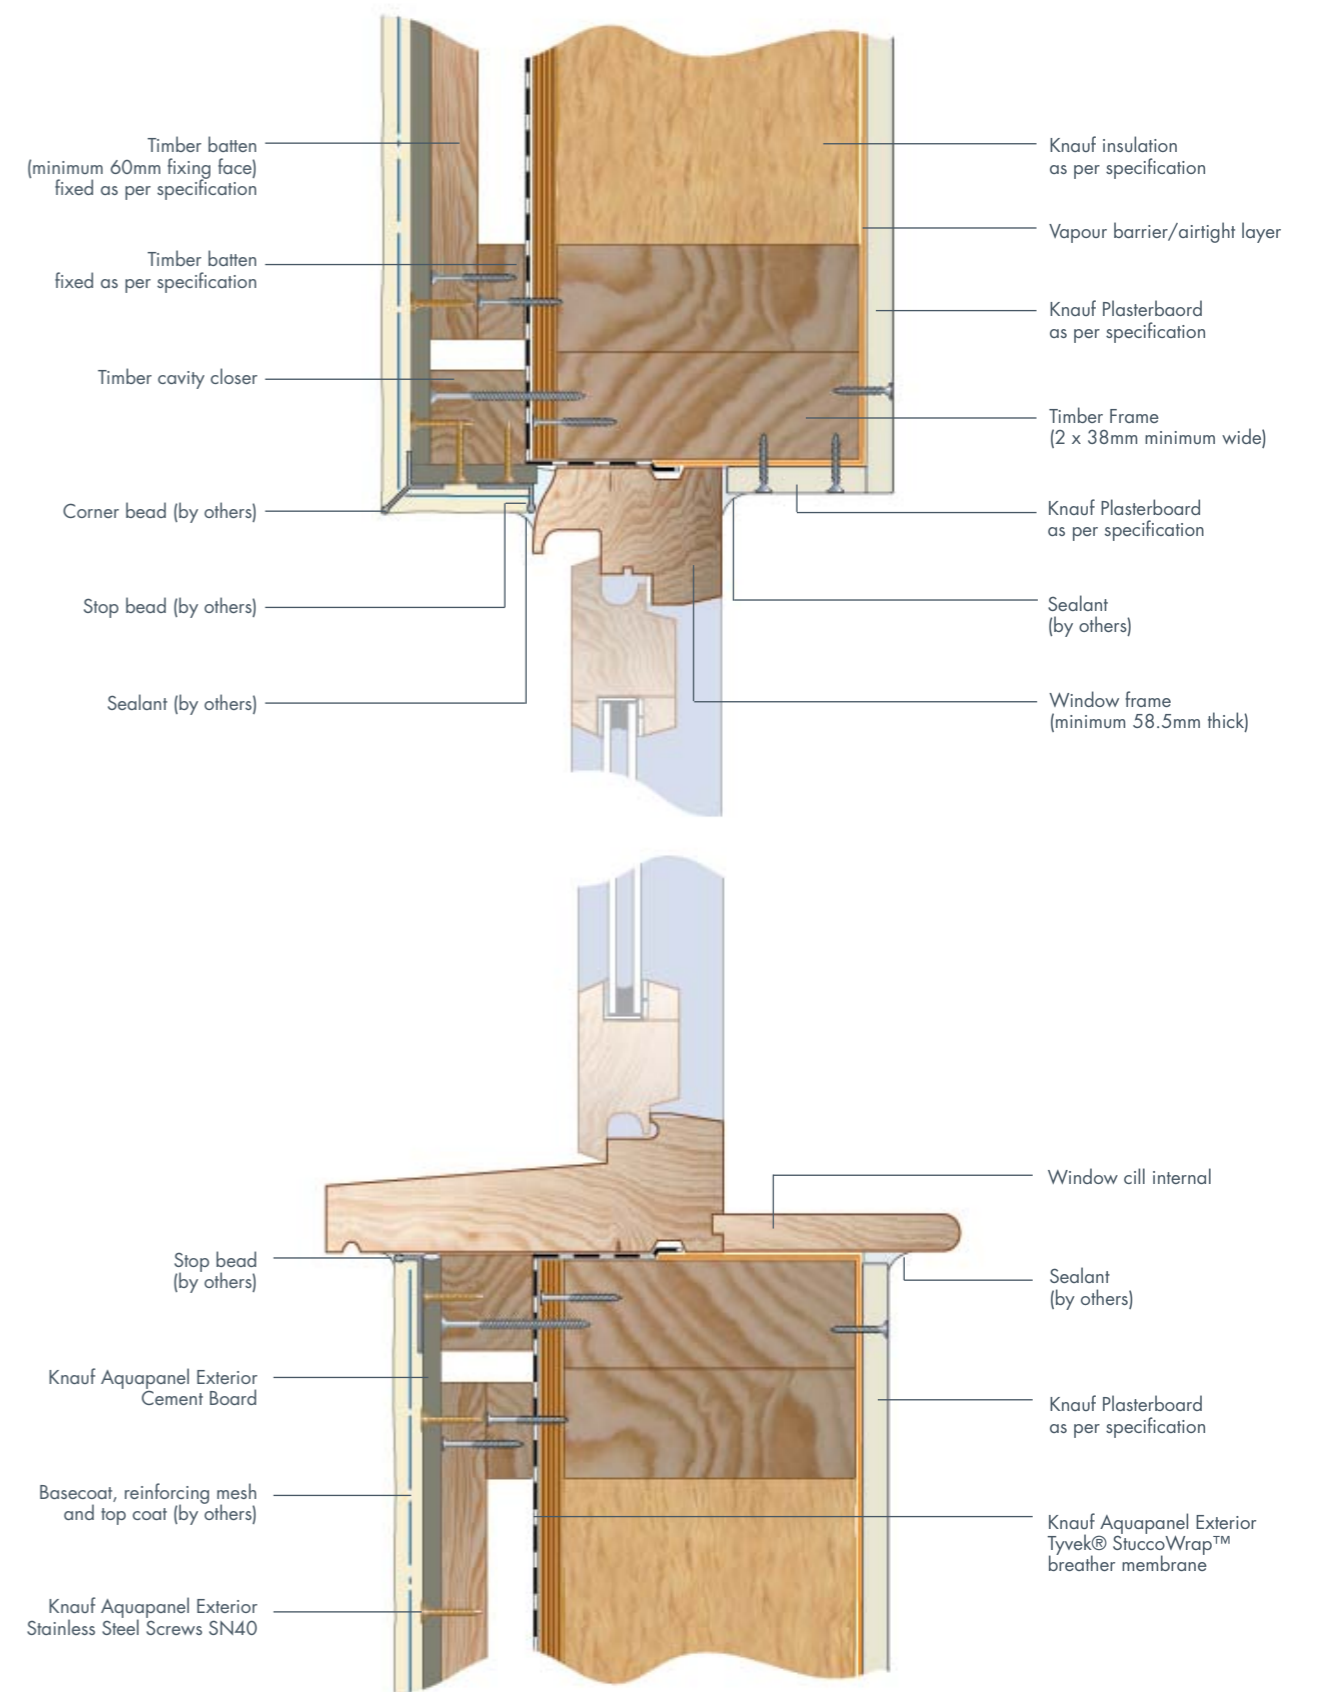 Timber batten
(minimum 60mm fixing face)
fixed as per specification
Timber batten
fixed as per specification
Timber cavity closer
Corner bead (by others)
Stop bead (by others)
Sealant (by others)
Knauf insulation
as per specification
Vapour barrier/airtight layer
Knauf Plasterbaord
as per specification
Timber Frame
(2 x 38mm minimum wide)
Knauf Plasterboard
as per specification
Sealant
(by others)
Window frame
(minimum 58.5mm thick)
Stop bead
(by others)
Knauf Aquapanel Exterior
Cement Board
Basecoat, reinforcing mesh
and top coat (by others)
Knauf Aquapanel Exterior
Stainless Steel Screws SN40
Window cill internal
Sealant
(by others)
Knauf Plasterboard
as per specification
Knauf Aquapanel Exterior
Tyvek® StuccoWrap™
breather membrane